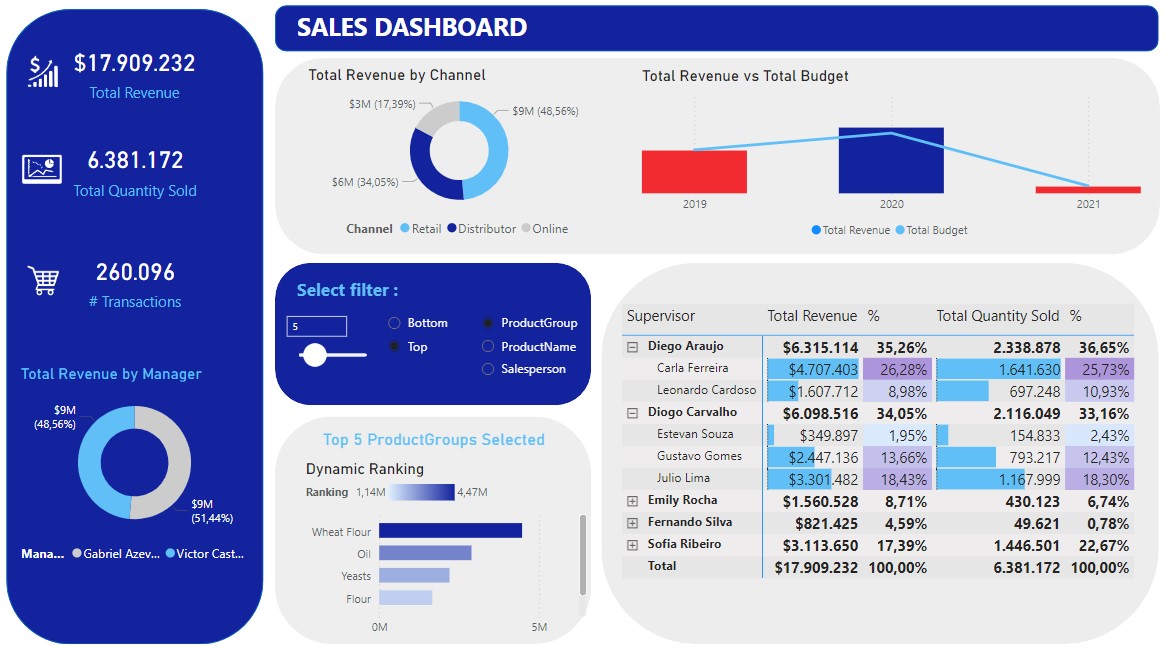 SALES DASHBOARD
$17.909.232
Total Revenue
6.381.172
Total Quantity Sold
260.096
# Transactions
Total Revenue by Manager
$9M
(48,56%)
$9M
(51,44%)
Mana... Gabriel Azev... Victor Cast...
Total Revenue by Channel
$3M (17,39%)
$9M (48,56%)
$6M (34,05%)
Channel Retail Distributor Online
Total Revenue vs Total Budget
2019 2020 2021
Total Revenue Total Budget
Select filter :
5
Bottom
Top
ProductGroup
ProductName
Salesperson
Top 5 ProductGroups Selected
Dynamic Ranking
Ranking 1,14M 4,47M
Wheat Flour
Oil
Yeasts
Flour
0M 5M
Supervisor Total Revenue % Total Quantity Sold %
Diego Araujo $6.315.114 35,26% 2.338.878 36,65%
Carla Ferreira $4.707.403 26,28% 1.641.630 25,73%
Leonardo Cardoso $1.607.712 8,98% 697.248 10,93%
Diogo Carvalho $6.098.516 34,05% 2.116.049 33,16%
Estevan Souza $349.897 1,95% 154.833 2,43%
Gustavo Gomes $2.447.136 13,66% 793.217 12,43%
Julio Lima $3.301.482 18,43% 1.167.999 18,30%
Emily Rocha $1.560.528 8,71% 430.123 6,74%
Fernando Silva $821.425 4,59% 49.621 0,78%
Sofia Ribeiro $3.113.650 17,39% 1.446.501 22,67%
Total $17.909.232 100,00% 6.381.172 100,00%